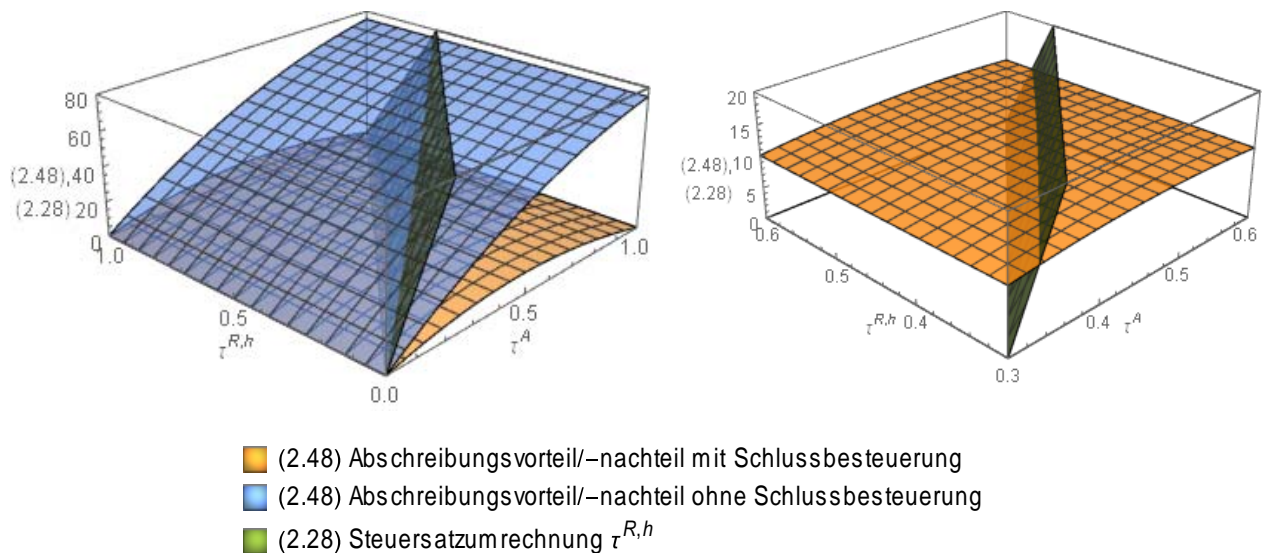 80
60
(2.48),40
(2.28) 20
0
1.0
0.5
τ^R,h
0.0
0.5
τ^A
1.0
20
15
(2.48),10
(2.28) 5
0
0.6
0.5
τ^R,h 0.4
0.3
0.4 τ^A
0.5
0.6
(2.48) Abschreibungsvorteil/–nachteil mit Schlussbesteuerung
(2.48) Abschreibungsvorteil/–nachteil ohne Schlussbesteuerung
(2.28) Steuersatzumrechnung τ^R,h